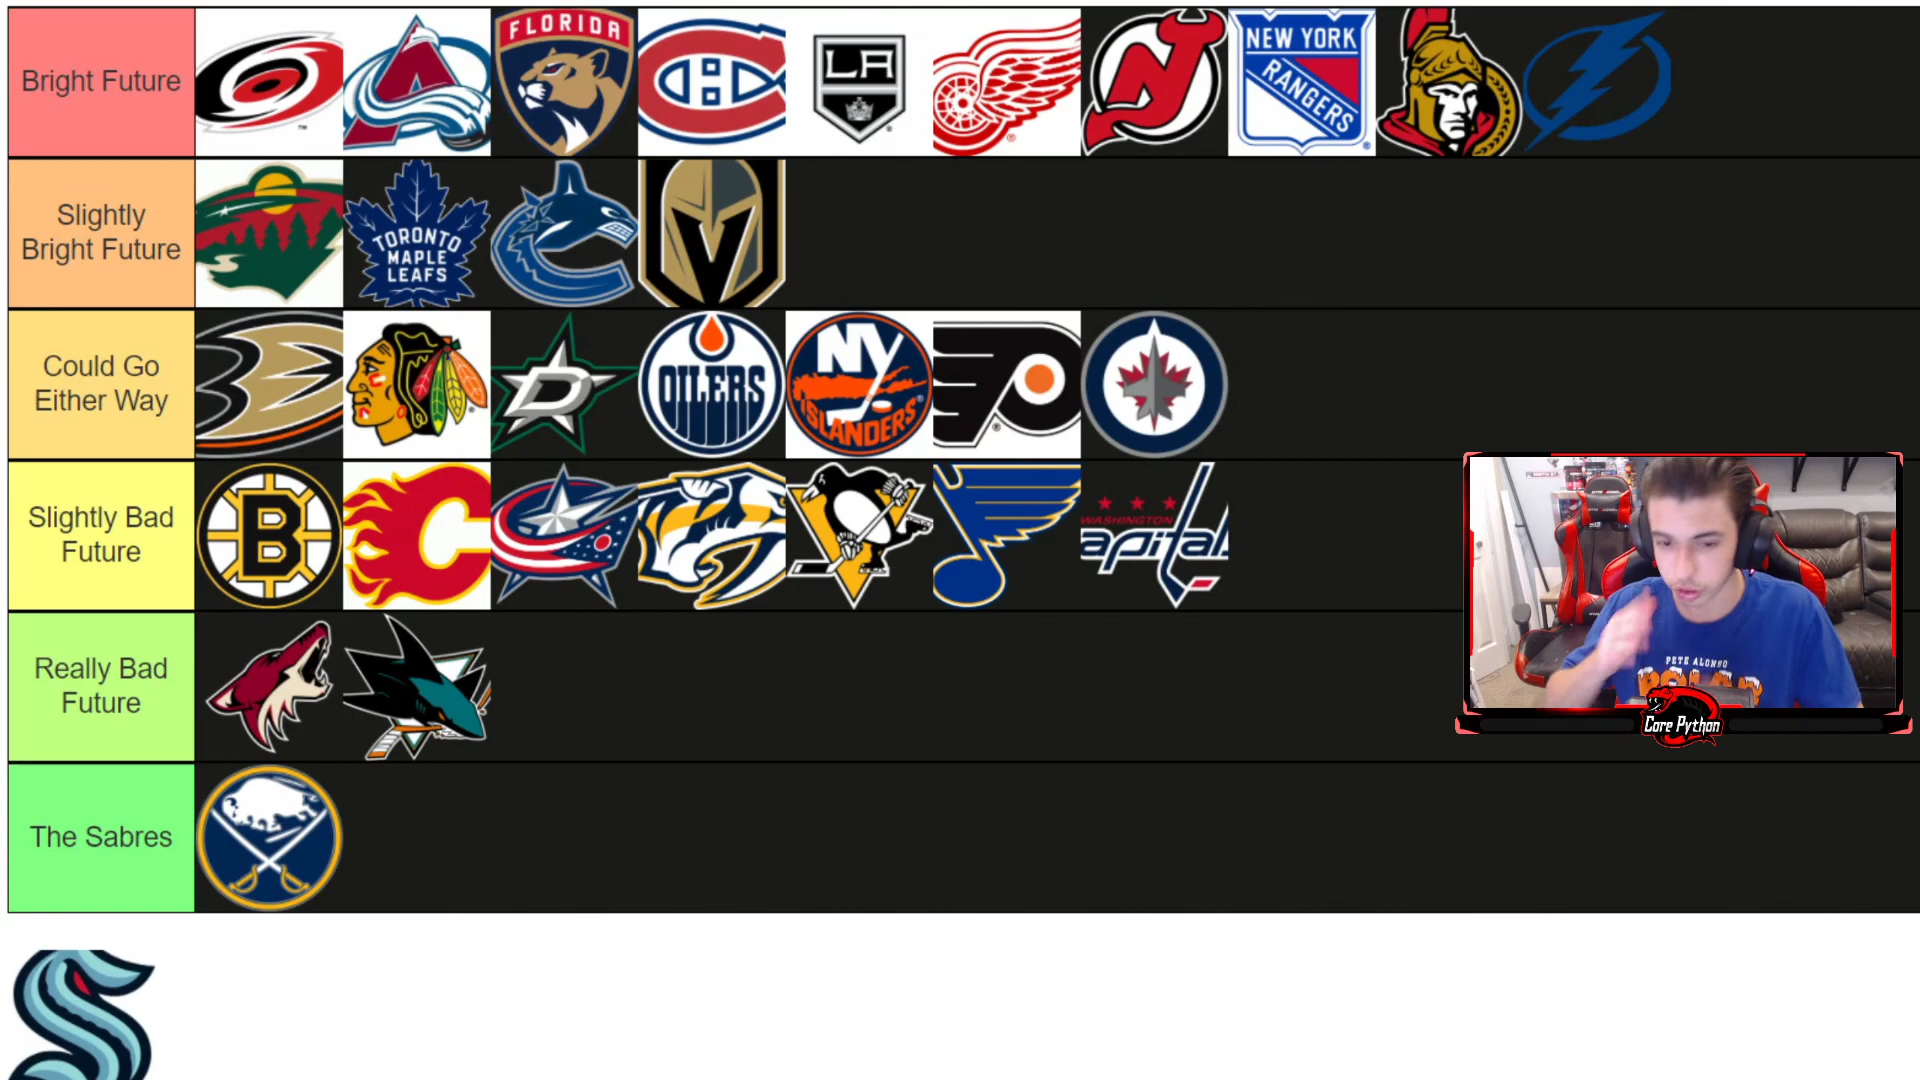 Bright Future
FLORIDA
LA
NEW YORK
RANGERS
Slightly
Bright Future
TORONTO
MAPLE
LEAFS
Could Go
Either Way
OILERS
NY
ISLANDERS
Slightly Bad
Future
B
WASHINGTON
capitals
Really Bad
Future
PETE ALONSO
POLAR
Core Python
The Sabres